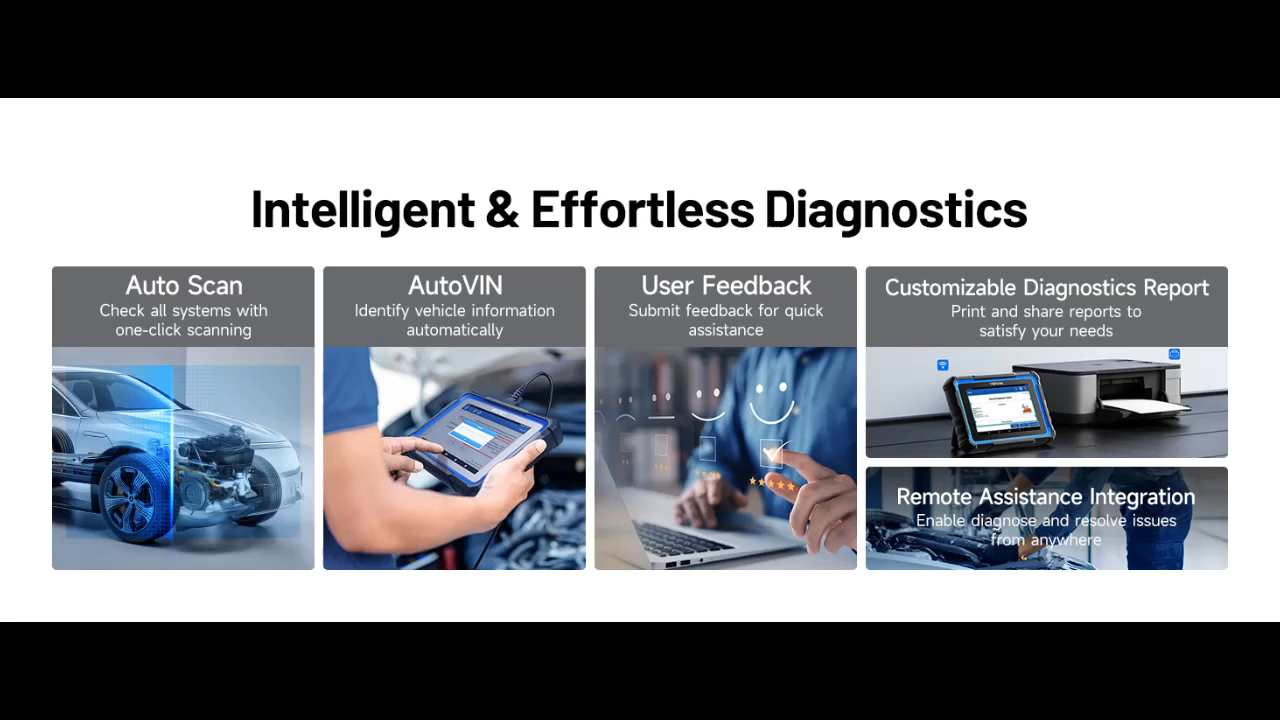 Intelligent & Effortless Diagnostics
Auto Scan
Check all systems with
one-click scanning
AutoVIN
Identify vehicle information
automatically
User Feedback
Submit feedback for quick
assistance
Customizable Diagnostics Report
Print and share reports to
satisfy your needs
Remote Assistance Integration
Enable diagnose and resolve issues
from anywhere